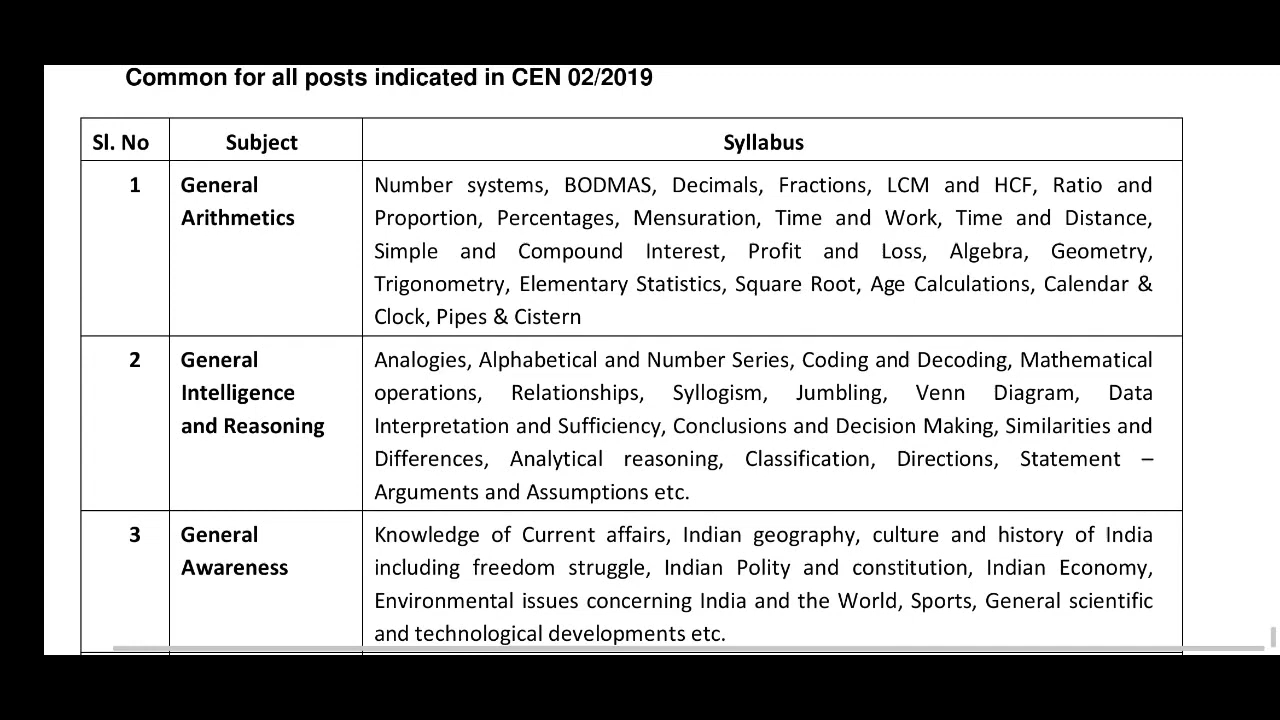 Common for all posts indicated in CEN 02/2019
Sl. No Subject Syllabus
1 General Arithmetics
Number systems, BODMAS, Decimals, Fractions, LCM and HCF, Ratio and
Proportion, Percentages, Mensuration, Time and Work, Time and Distance,
Simple and Compound Interest, Profit and Loss, Algebra, Geometry,
Trigonometry, Elementary Statistics, Square Root, Age Calculations, Calendar &
Clock, Pipes & Cistern
2 General Intelligence and Reasoning
Analogies, Alphabetical and Number Series, Coding and Decoding, Mathematical
operations, Relationships, Syllogism, Jumbling, Venn Diagram, Data
Interpretation and Sufficiency, Conclusions and Decision Making, Similarities and
Differences, Analytical reasoning, Classification, Directions, Statement –
Arguments and Assumptions etc.
3 General Awareness
Knowledge of Current affairs, Indian geography, culture and history of India
including freedom struggle, Indian Polity and constitution, Indian Economy,
Environmental issues concerning India and the World, Sports, General scientific
and technological developments etc.